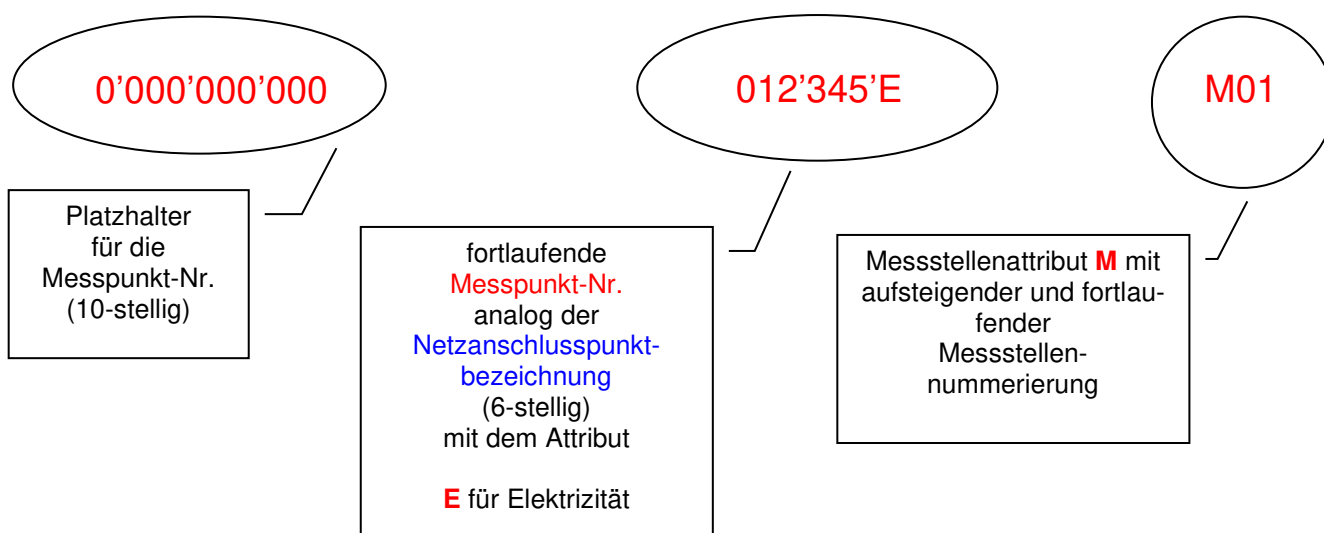 0’000’000’000
012’345’E
M01
Platzhalter
für die
Messpunkt-Nr.
(10-stellig)
fortlaufende
Messpunkt-Nr.
analog der
Netzanschlusspunkt-
bezeichnung
(6-stellig)
mit dem Attribut
E für Elektrizität
Messstellenattribut M mit
aufsteigender und fortlau-
fender
Messstellen-
nummerierung